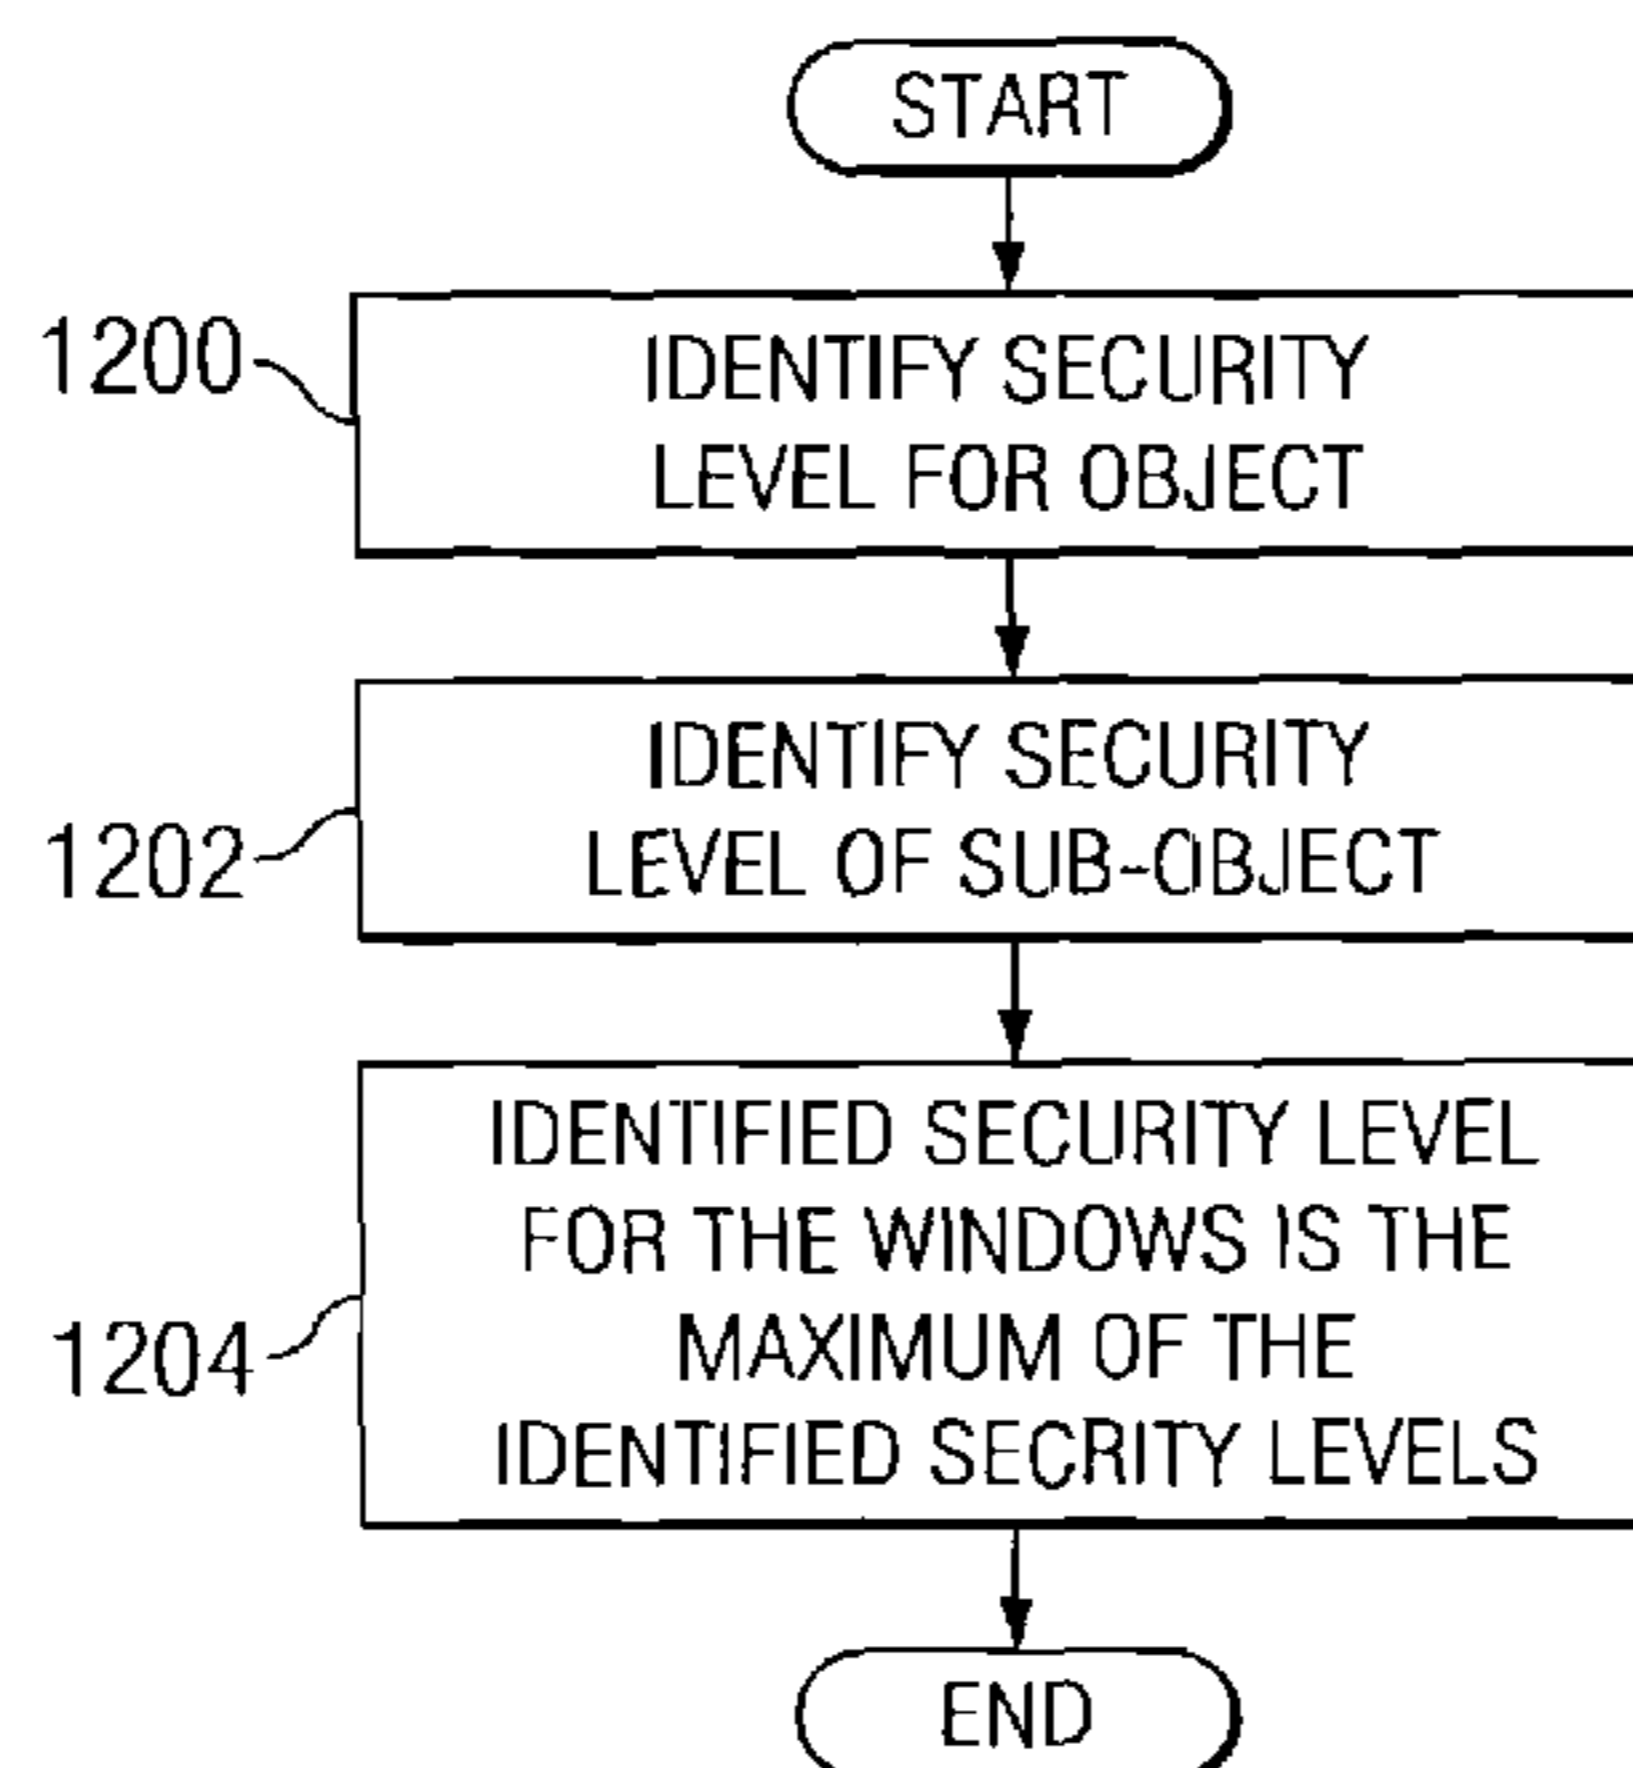 START
1200
IDENTIFY SECURITY
LEVEL FOR OBJECT
IDENTIFY SECURITY
1202
LEVEL OF SUB-OBJECT
IDENTIFIED SECURITY LEVEL
FOR THE WINDOWS IS THE
1204
MAXIMUM OF THE
IDENTIFIED SECRITY LEVELS
END